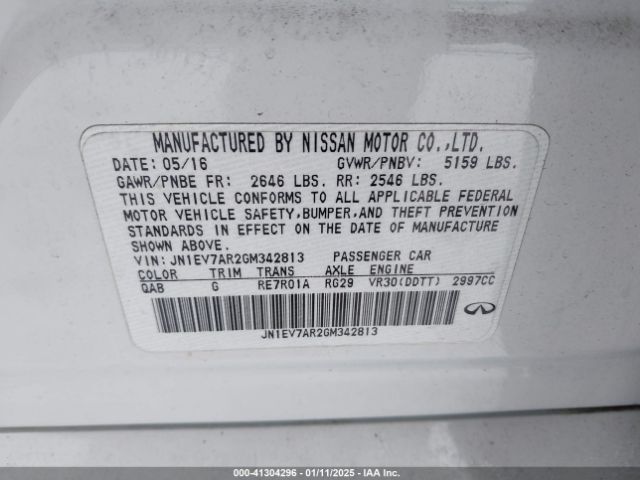 MANUFACTURED BY NISSAN MOTOR CO.,LTD.
DATE: 05/16 GVWR/PNBV: 5159 LBS.
GAWR/PNBE FR: 2646 LBS. RR: 2546 LBS.
THIS VEHICLE CONFORMS TO ALL APPLICABLE FEDERAL
MOTOR VEHICLE SAFETY, BUMPER,AND THEFT PREVENTION
STANDARDS IN EFFECT ON THE DATE OF MANUFACTURE
SHOWN ABOVE.
VIN: JN1EV7AR2GM342813 PASSENGER CAR
COLOR TRIM TRANS AXLE ENGINE
QAB G RE7R01A RG29 VR30(DDTT) 2997CC
JN1EV7AR2GM342813
INFINITI
000-41304296 - 01/11/2025 - IAA Inc.